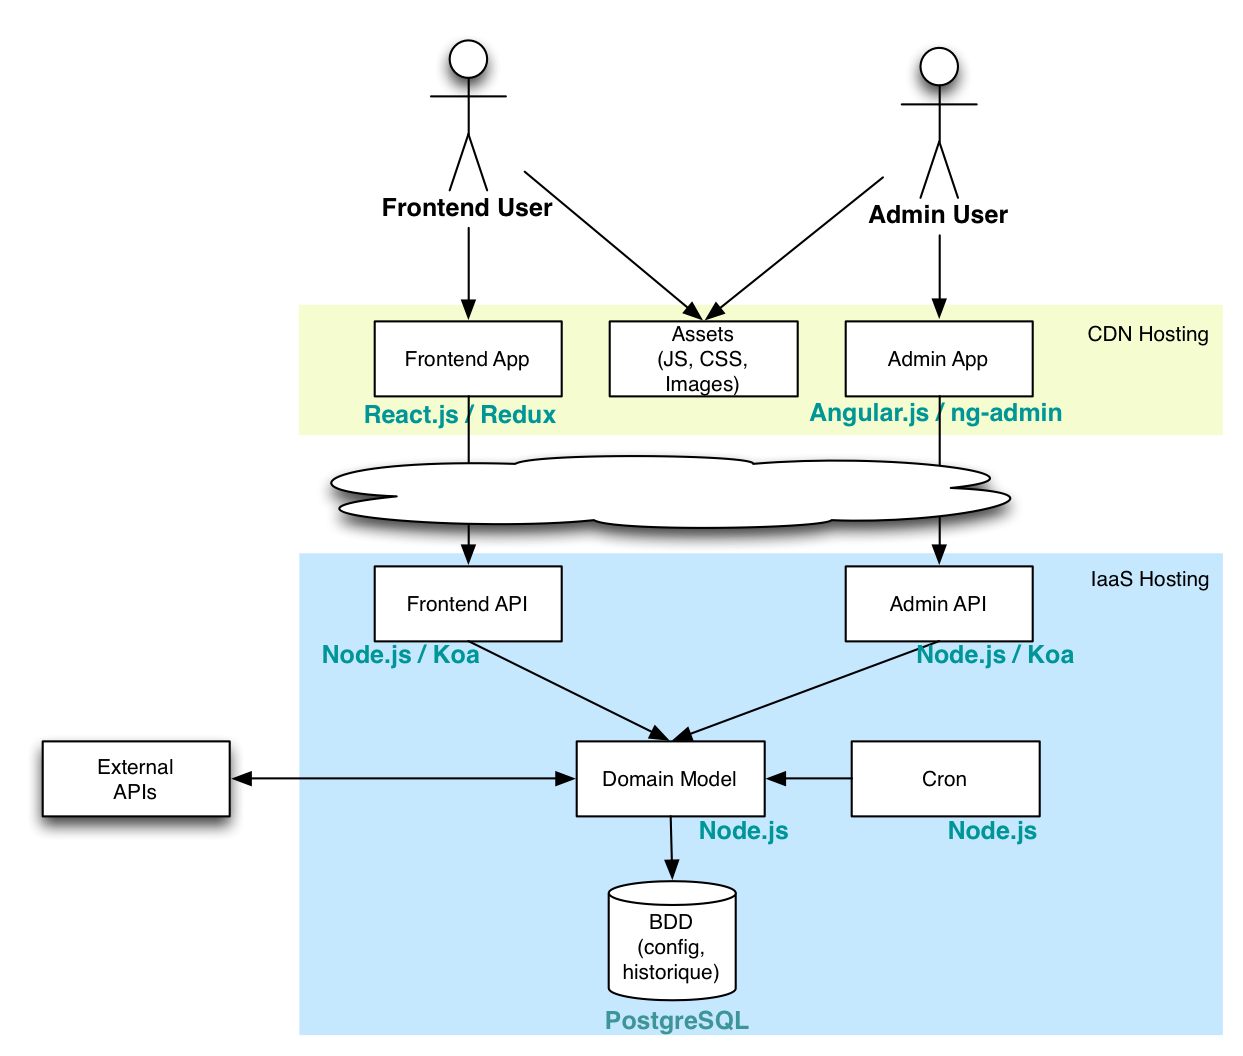 Frontend User
Admin User
CDN Hosting
Frontend App
Assets
(JS, CSS,
Images)
Admin App
React.js / Redux
Angular.js / ng-admin
IaaS Hosting
Frontend API
Admin API
Node.js / Koa
Node.js / Koa
External
APIs
Domain Model
Cron
Node.js
Node.js
BDD
(config,
historique)
PostgreSQL